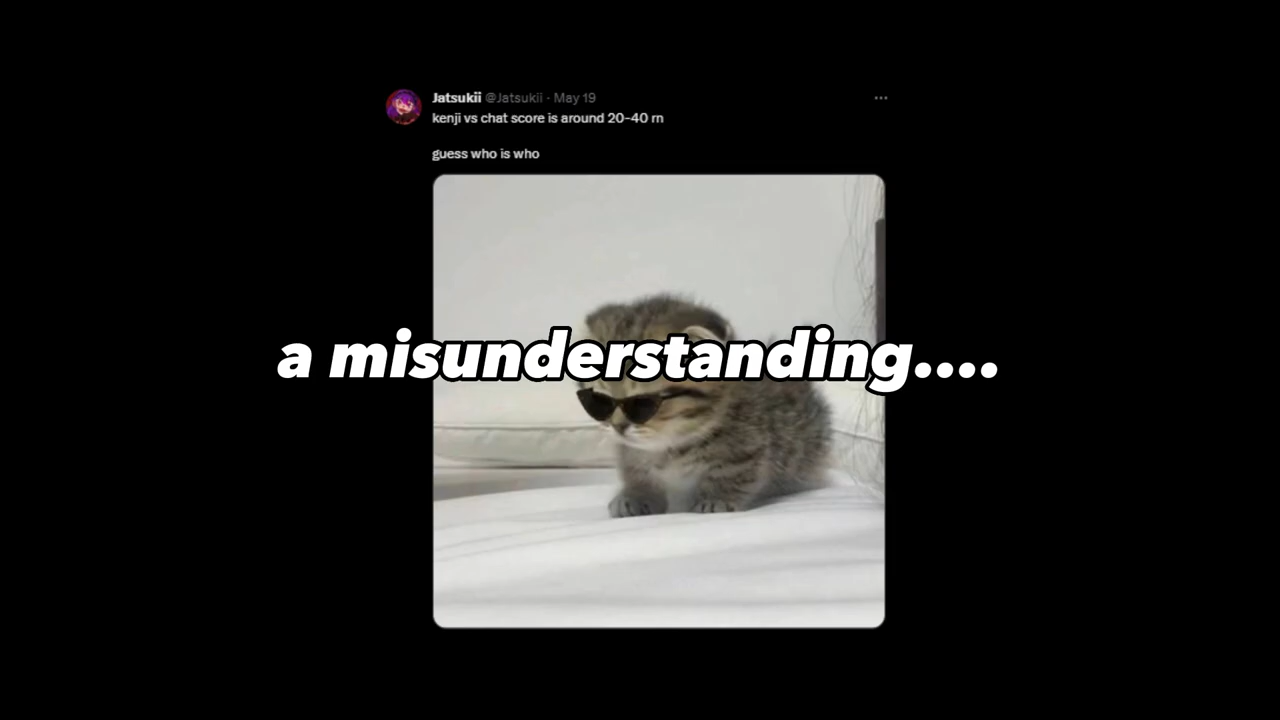 Jatsukii @Jatsukii · May 19 ...
kenji vs chat score is around 20-40 rn
guess who is who
a misunderstanding....